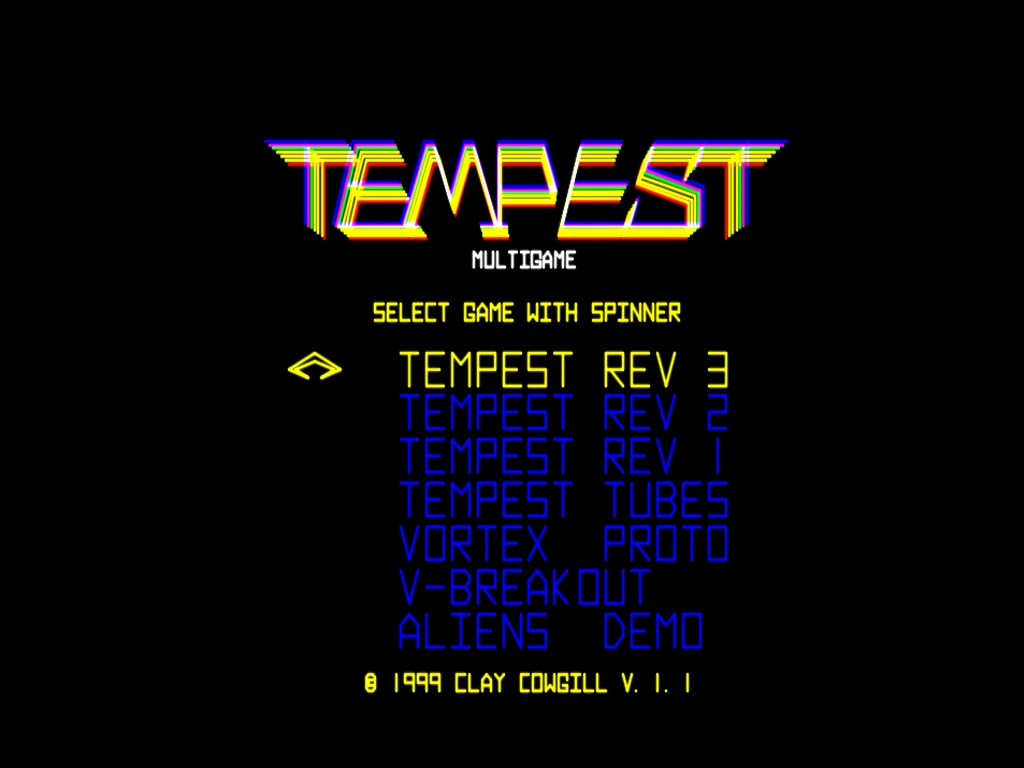 TEMPEST
MULTIGAME
SELECT GAME WITH SPINNER
TEMPEST REV 3
TEMPEST REV 2
TEMPEST REV 1
TEMPEST TUBES
VORTEX PROTO
V-BREAKOUT
ALIENS DEMO
© 1999 CLAY COWGILL V. 1. 1